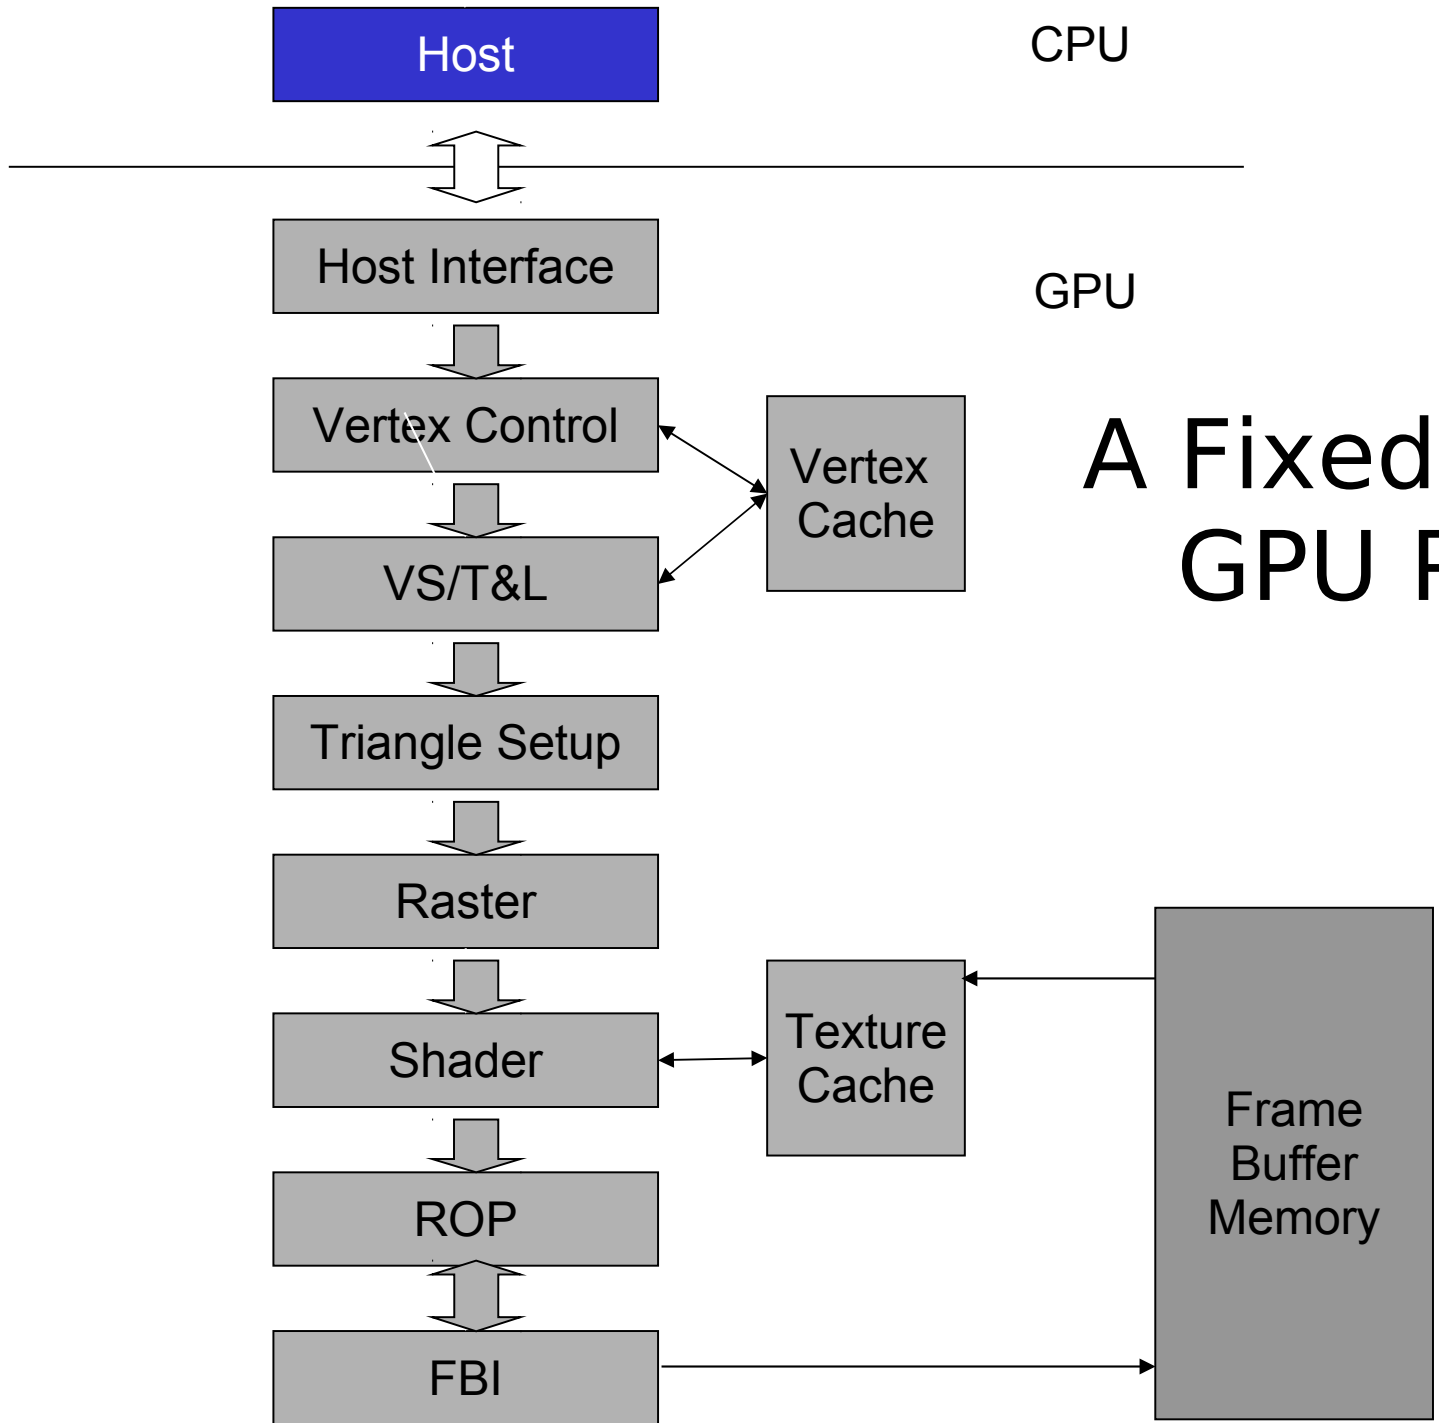 Host
CPU
Host Interface
GPU
Vertex Control
Vertex
Cache
A Fixed
GPU
VS/T&L
Triangle Setup
Raster
Shader
Texture
Cache
Frame
Buffer
Memory
ROP
FBI